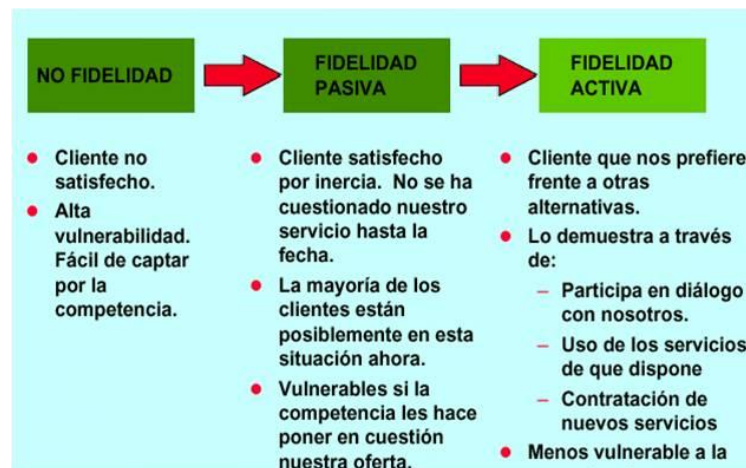 NO FIDELIDAD
FIDELIDAD
PASIVA
FIDELIDAD
ACTIVA
● Cliente no
satisfecho.
● Alta
vulnerabilidad.
Fácil de captar
por la
competencia.
● Cliente satisfecho
por inercia. No se ha
cuestionado nuestro
servicio hasta la
fecha.
● La mayoría de los
clientes están
posiblemente en esta
situación ahora.
● Vulnerables si la
competencia les hace
poner en cuestión
nuestra oferta.
● Cliente que nos prefiere
frente a otras
alternativas.
● Lo demuestra a través
de:
– Participa en diálogo
con nosotros.
– Uso de los servicios
de que dispone
– Contratación de
nuevos servicios
● Menos vulnerable a la